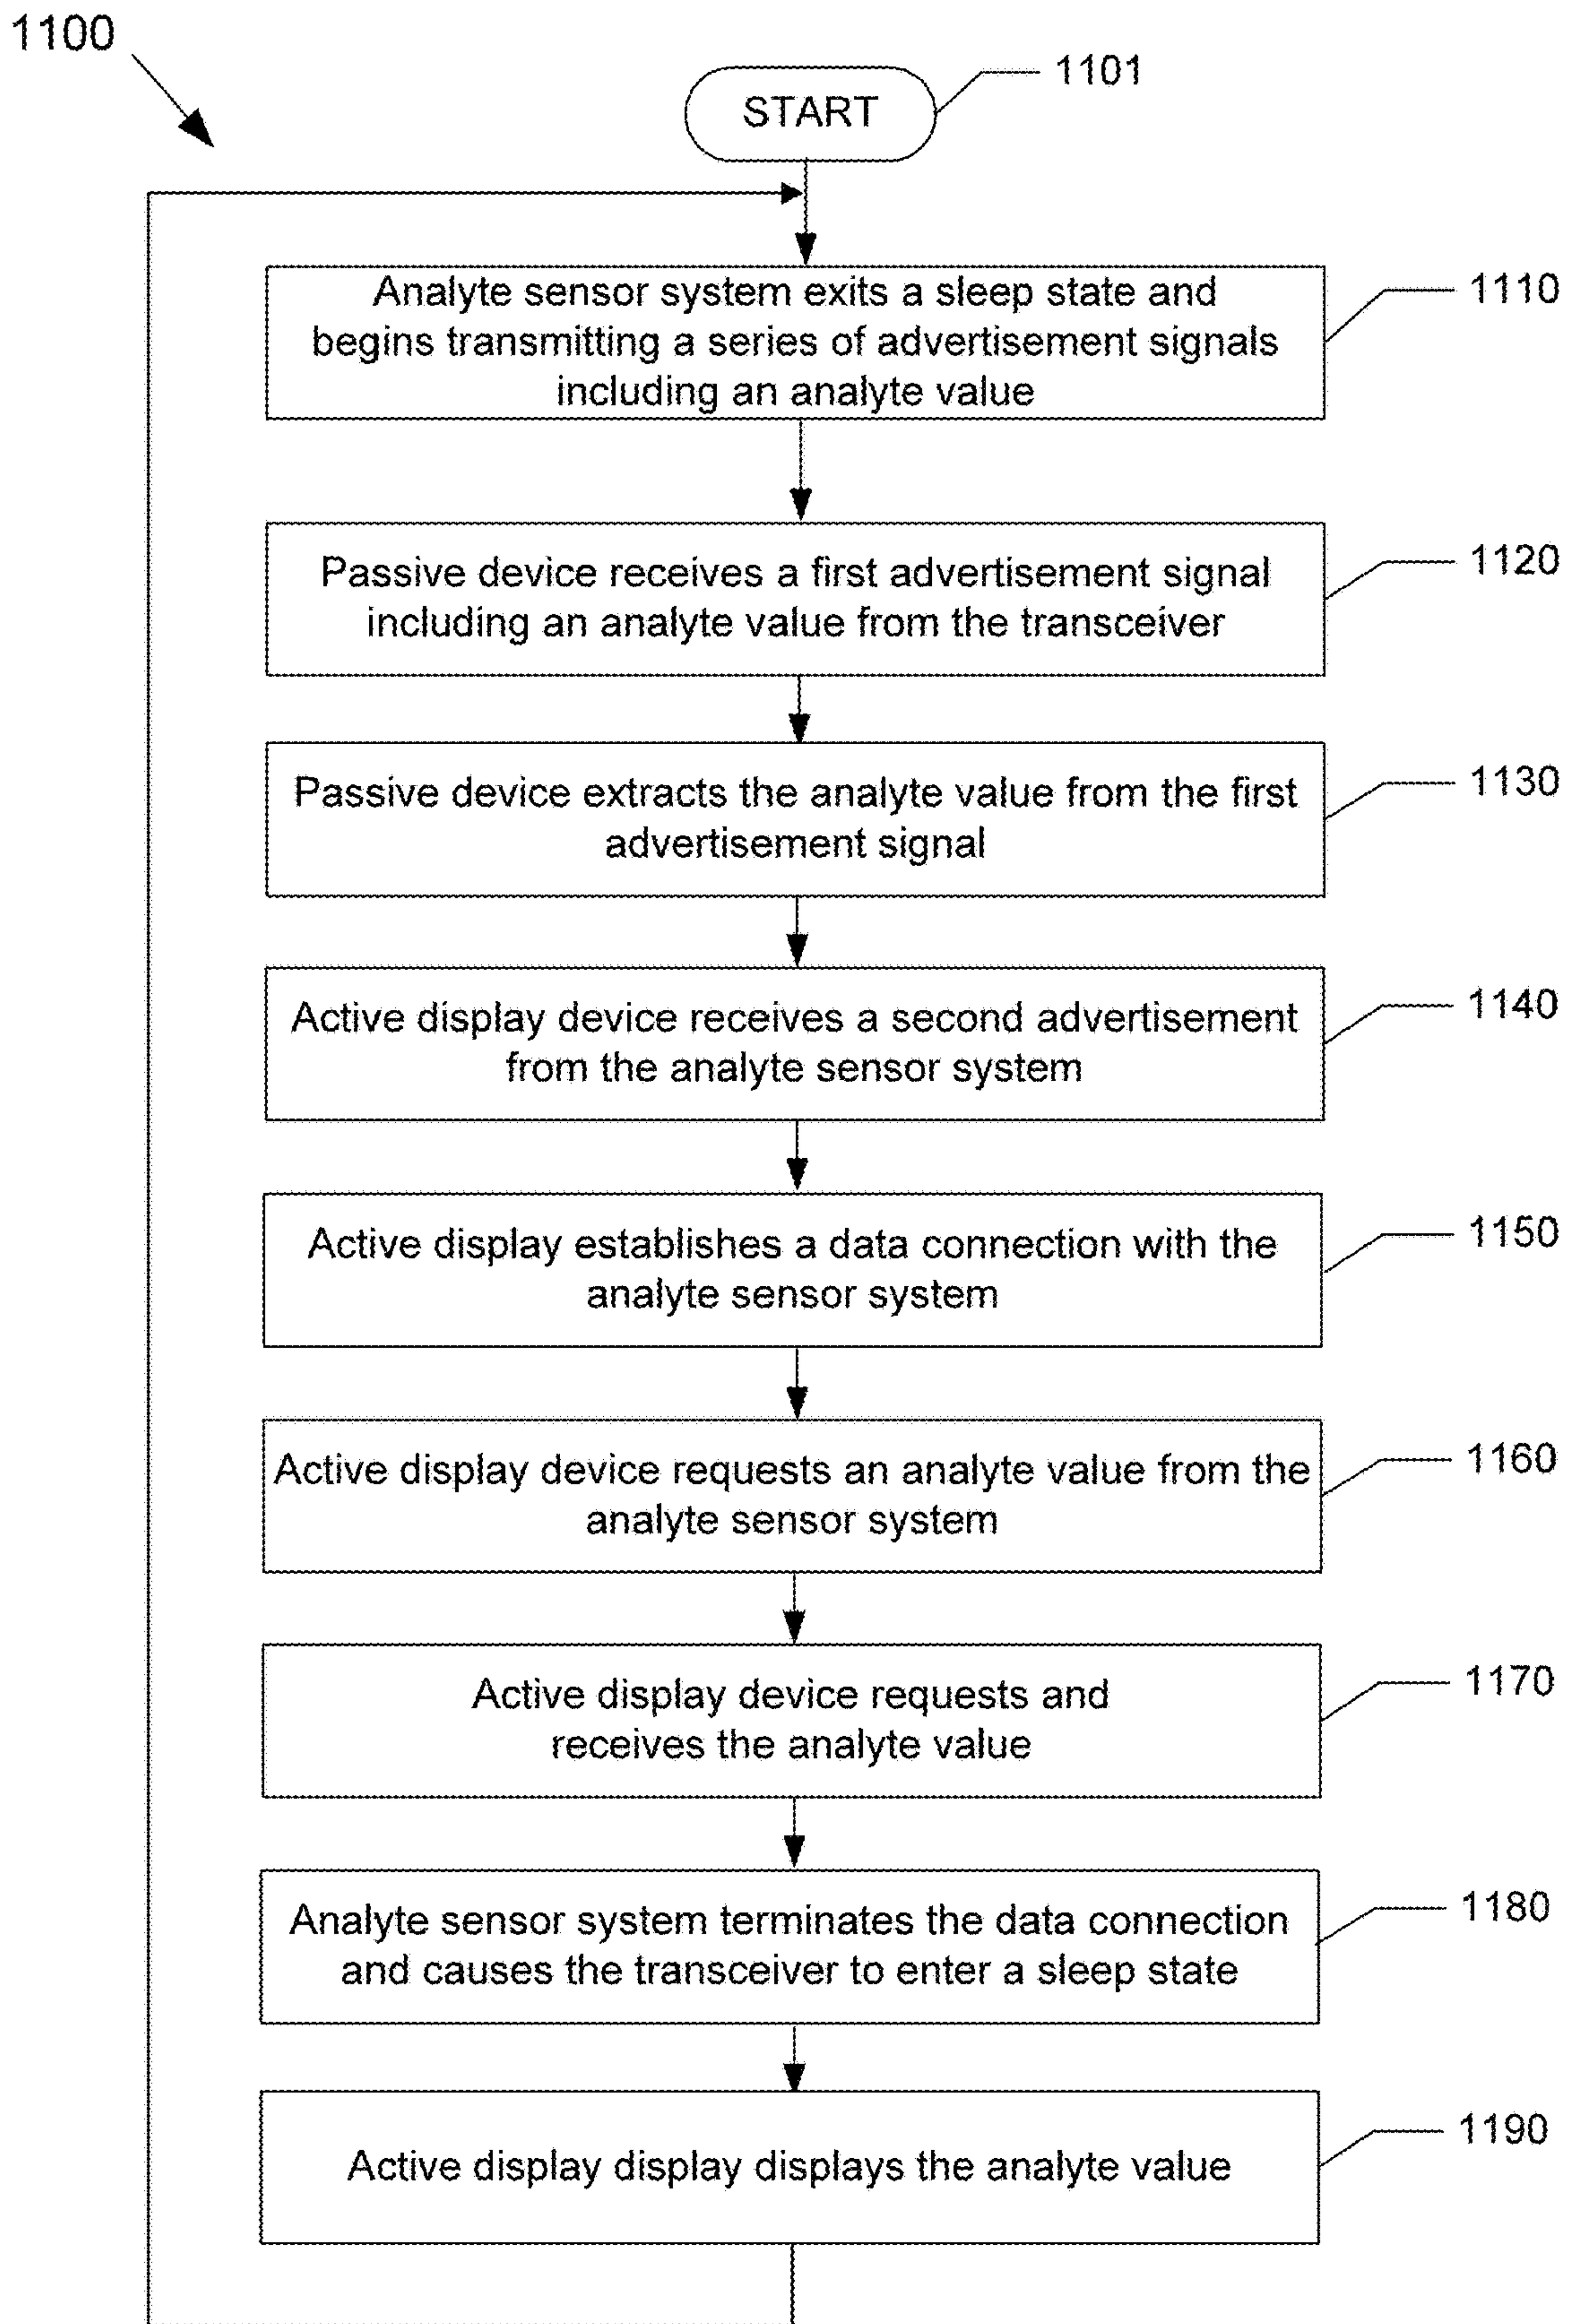 1100
START
1101
Analyte sensor system exits a sleep state and
begins transmitting a series of advertisement signals
including an analyte value
1110
Passive device receives a first advertisement signal
including an analyte value from the transceiver
1120
Passive device extracts the analyte value from the first
advertisement signal
1130
Active display device receives a second advertisement
from the analyte sensor system
1140
Active display establishes a data connection with the
analyte sensor system
1150
Active display device requests an analyte value from the
analyte sensor system
1160
Active display device requests and
receives the analyte value
1170
Analyte sensor system terminates the data connection
and causes the transceiver to enter a sleep state
1180
Active display display displays the analyte value
1190